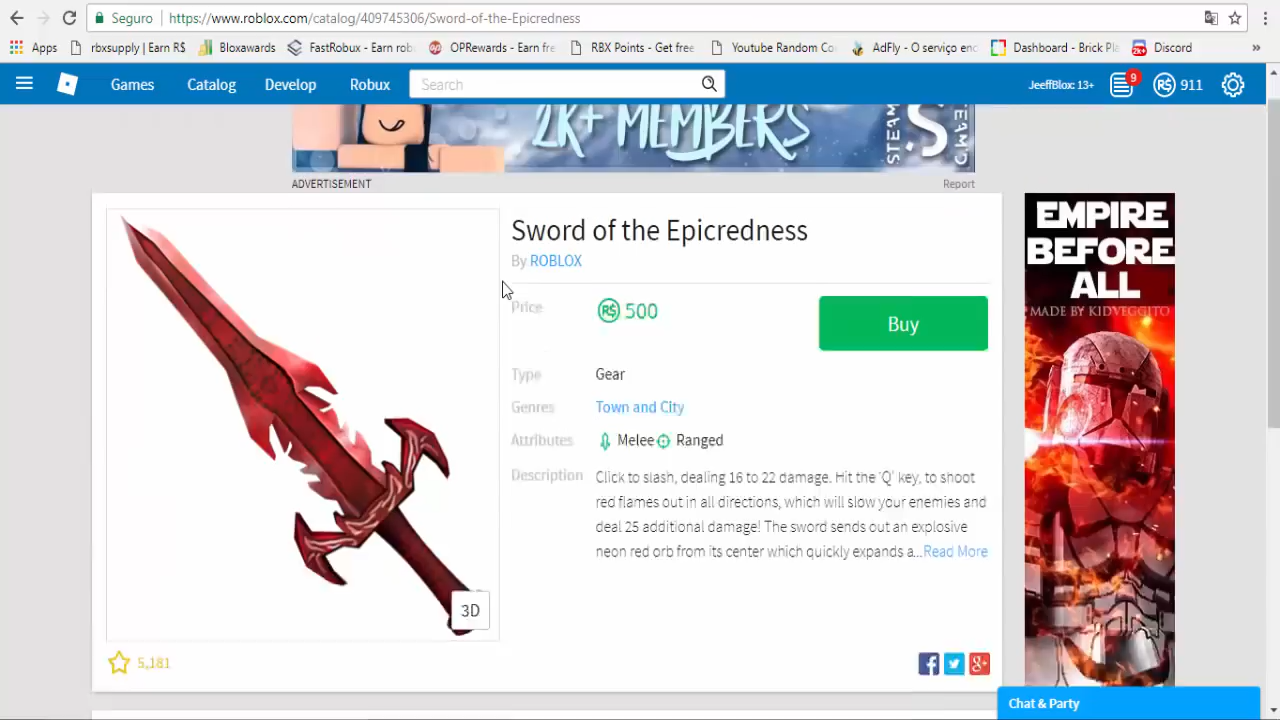 Seguro https://www.roblox.com/catalog/409745306/Sword-of-the-Epicredness
Apps rbxsupply | Earn R$ Bloxawards FastRobux - Earn rob OPRewards - Earn fre RBX Points - Get free Youtube Random Co AdFly - O serviço enc Dashboard - Brick Pla Discord »
Games Catalog Develop Robux Search JeeffBlox: 13+ 9 R$ 911
2K+ MEMBERS STEAM S
ADVERTISEMENT Report
Sword of the Epicredness
By ROBLOX
Price R$ 500 Buy
Type Gear
Genres Town and City
Attributes Melee Ranged
Description Click to slash, dealing 16 to 22 damage. Hit the 'Q' key, to shoot
red flames out in all directions, which will slow your enemies and
deal 25 additional damage! The sword sends out an explosive
neon red orb from its center which quickly expands a...Read More
3D
5,181
EMPIRE
BEFORE
ALL
MADE BY KIDVEGGITO
Chat & Party